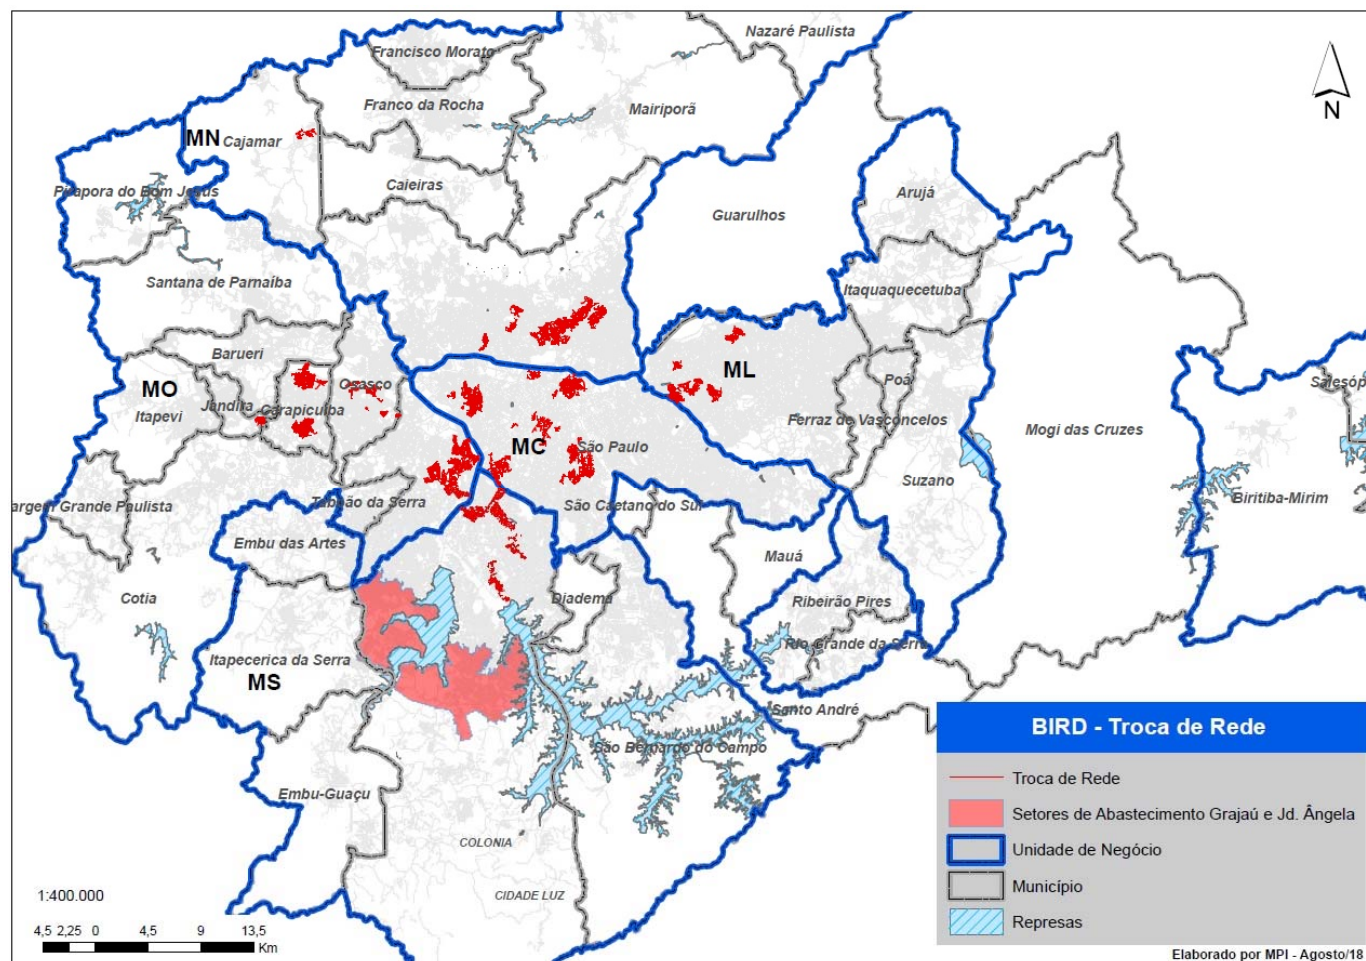 Nazaré Paulista
Francisco Morato
Franco da Rocha
Mairiporã
N
MN
Cajamar
Caieiras
Pirapora do Bom Jesus
Arujá
Guarulhos
Santana de Parnaíba
Itaquaquecetuba
Barueri
MO
ML
Osasco
Poá
Salesóp
Jandira
Carapicuíba
Itapevi
Ferraz de Vasconcelos
Mogi das Cruzes
MC
São Paulo
Suzano
Biritiba-Mirim
argem Grande Paulista
Taboão da Serra
São Caetano do Sul
Embu das Artes
Mauá
Cotia
Diadema
Ribeirão Pires
Rio Grande da Serra
Itapecerica da Serra
MS
Santo André
São Bernardo do Campo
Embu-Guaçu
COLONIA
CIDADE LUZ
BIRD - Troca de Rede
Troca de Rede
Setores de Abastecimento Grajaú e Jd. Ângela
Unidade de Negócio
Município
Represas
1:400.000
4,5 2,25 0 4,5 9 13,5
Km
Elaborado por MPI - Agosto/18